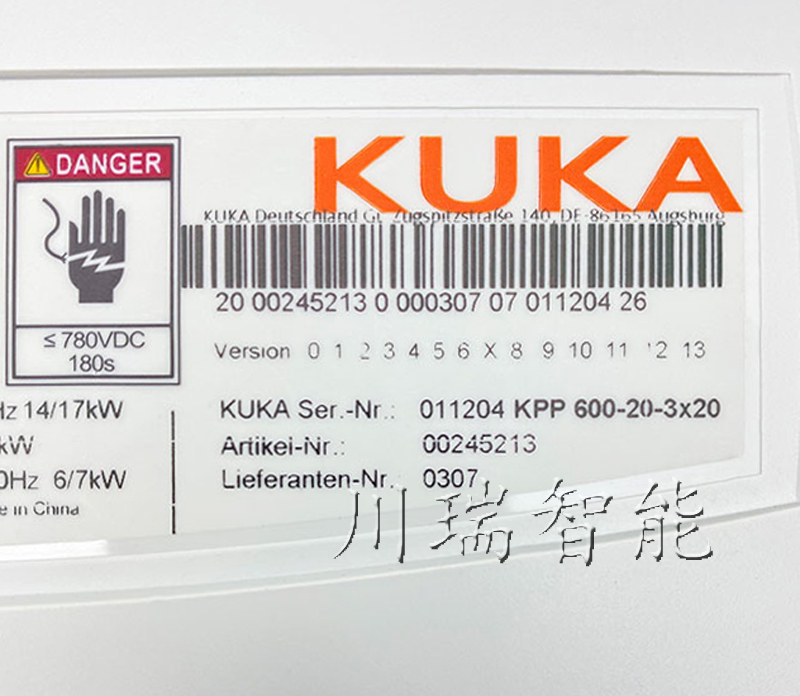 DANGER
KUKA
KUKA Deutschland Zugspitzstraße 140, DE-86165 Augsburg
20 00245213 0 000307 07 011204 26
≤ 780VDC
180s
Version 0 1 2 3 4 5 6 X 8 9 10 11 12 13
Hz 14/17kW
KUKA Ser.-Nr.: 011204 KPP 600-20-3x20
kW
Artikel-Nr.: 00245213
0Hz 6/7kW
Lieferanten-Nr.: 0307
e in China
川瑞智能